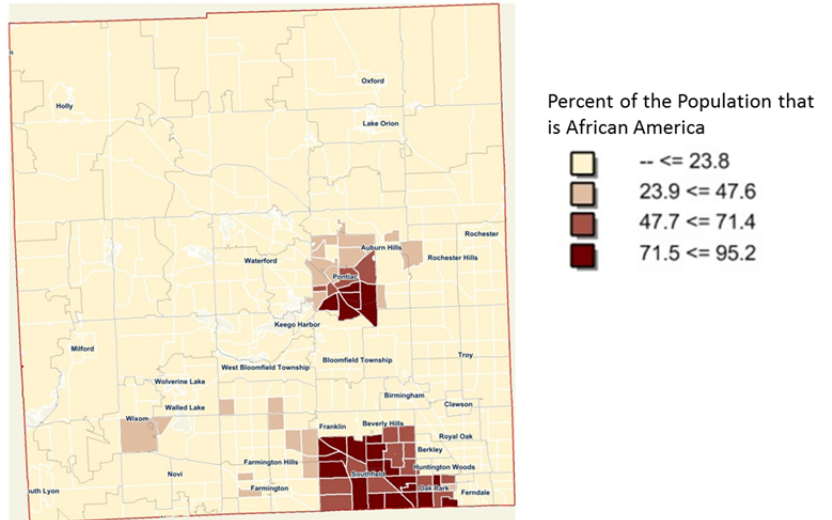 Oxford
Holly
Lake Orion
Rochester
Auburn Hills
Waterford
Rochester Hills
Pontiac
Keego Harbor
Milford
Troy
Bloomfield Township
West Bloomfield Township
Wolverine Lake
Birmingham
Clawson
Walled Lake
Wixom
Franklin
Beverly Hills
Royal Oak
Berkley
Farmington Hills
Huntington Woods
Novi
Southfield
Farmington
Oak Park
uth Lyon
Ferndale
Percent of the Population that
is African America
-- <= 23.8
23.9 <= 47.6
47.7 <= 71.4
71.5 <= 95.2